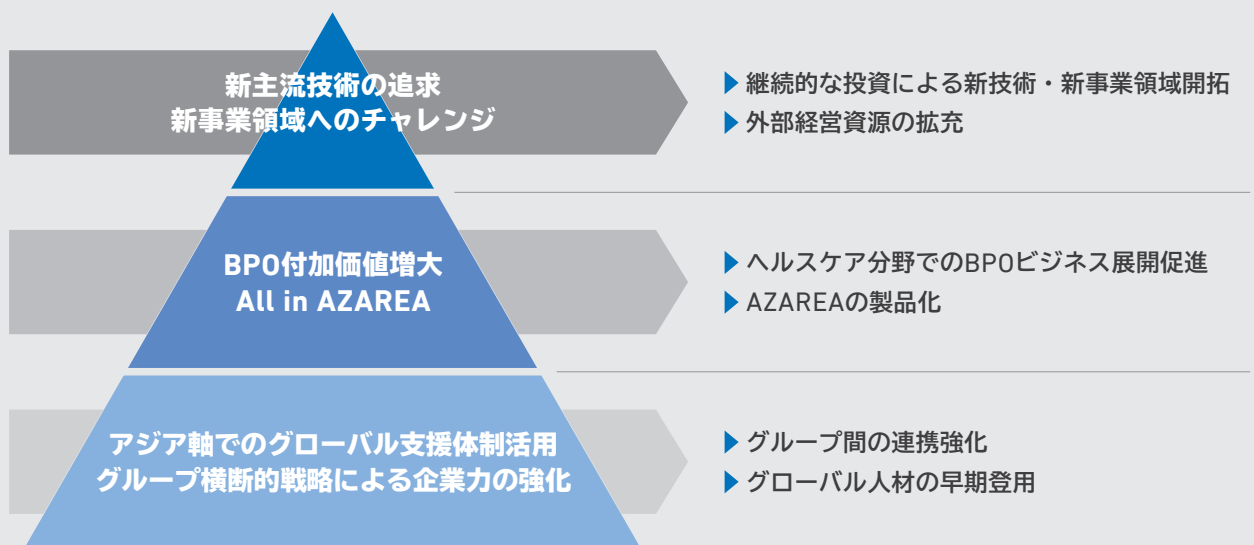 新主流技術の追求
新事業領域へのチャレンジ
▶継続的な投資による新技術・新事業領域開拓
▶外部経営資源の拡充
BPO付加価値増大
All in AZAREA
▶ヘルスケア分野でのBPOビジネス展開促進
▶AZAREAの製品化
アジア軸でのグローバル支援体制活用
グループ横断的戦略による企業力の強化
▶グループ間の連携強化
▶グローバル人材の早期登用